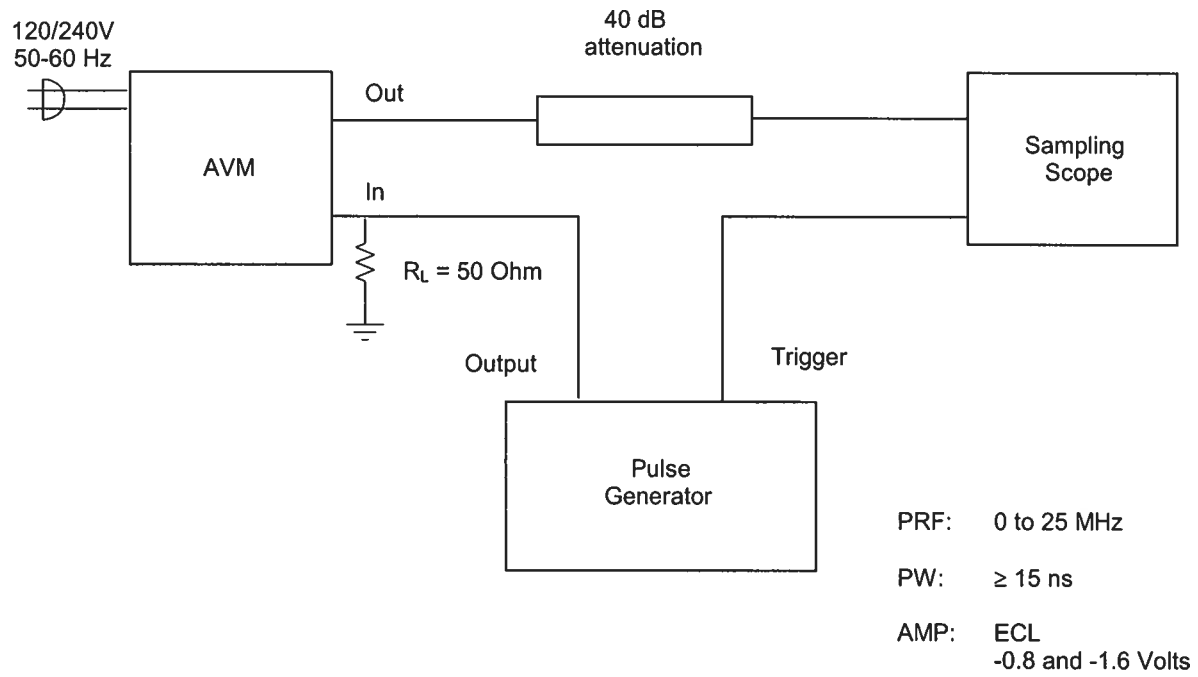 120/240V
50-60 Hz
40 dB
attenuation
Out
AVM
Sampling
Scope
In
R_L = 50 Ohm
Output
Trigger
Pulse
Generator
PRF: 0 to 25 MHz
PW: ≥ 15 ns
AMP: ECL
-0.8 and -1.6 Volts